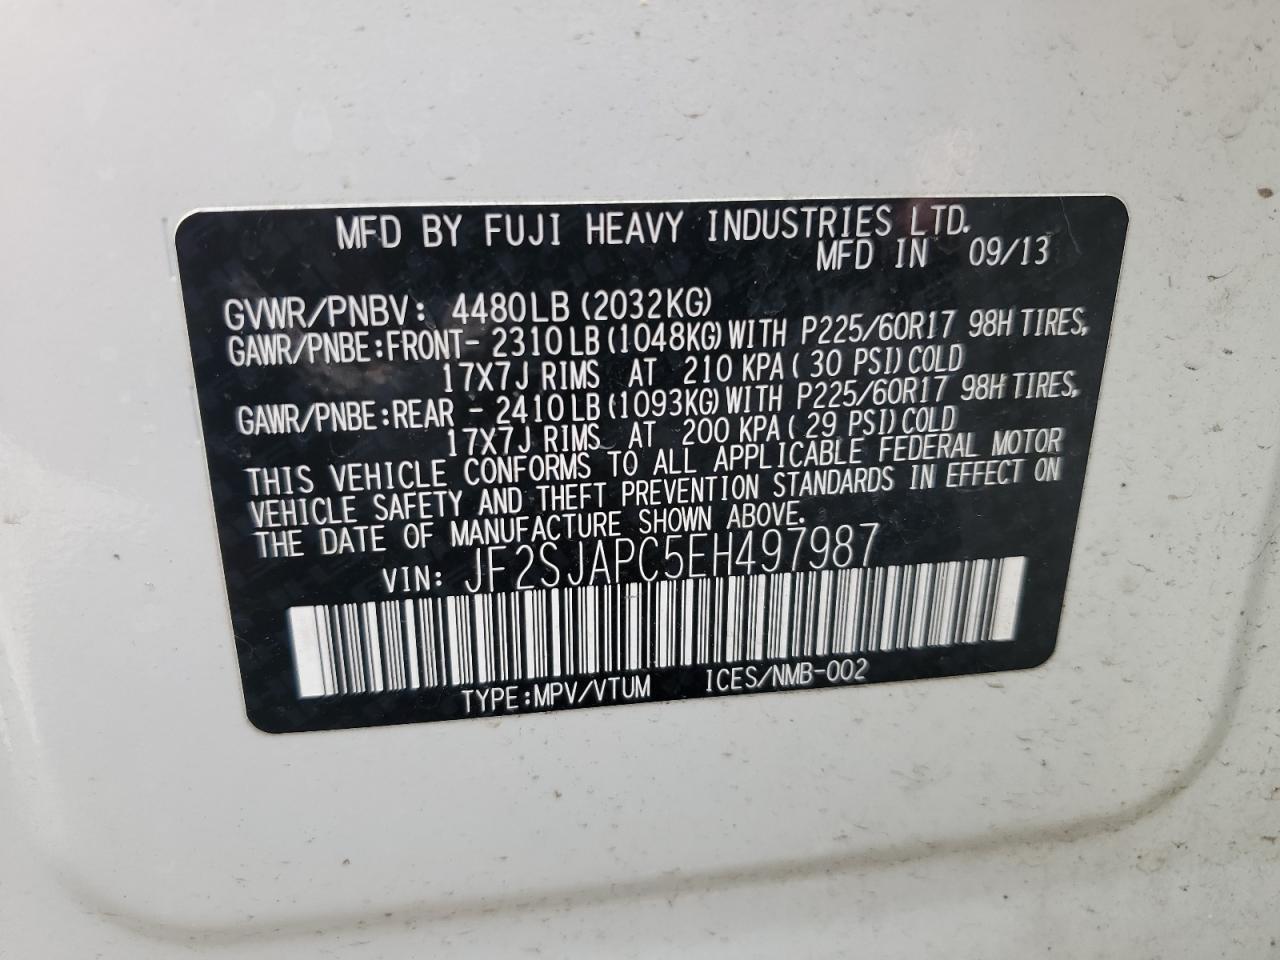 MFD BY FUJI HEAVY INDUSTRIES LTD.
MFD IN 09/13
GVWR/PNBV: 4480LB (2032KG)
GAWR/PNBE:FRONT- 2310LB (1048KG) WITH P225/60R17 98H TIRES,
17X7J RIMS AT 210 KPA ( 30 PSI) COLD
GAWR/PNBE:REAR - 2410LB (1093KG) WITH P225/60R17 98H TIRES,
17X7J RIMS AT 200 KPA ( 29 PSI) COLD
THIS VEHICLE CONFORMS TO ALL APPLICABLE FEDERAL MOTOR
VEHICLE SAFETY AND THEFT PREVENTION STANDARDS IN EFFECT ON
THE DATE OF MANUFACTURE SHOWN ABOVE.
VIN: JF2SJAPC5EH497987
TYPE:MPV/VTUM ICES/NMB-002